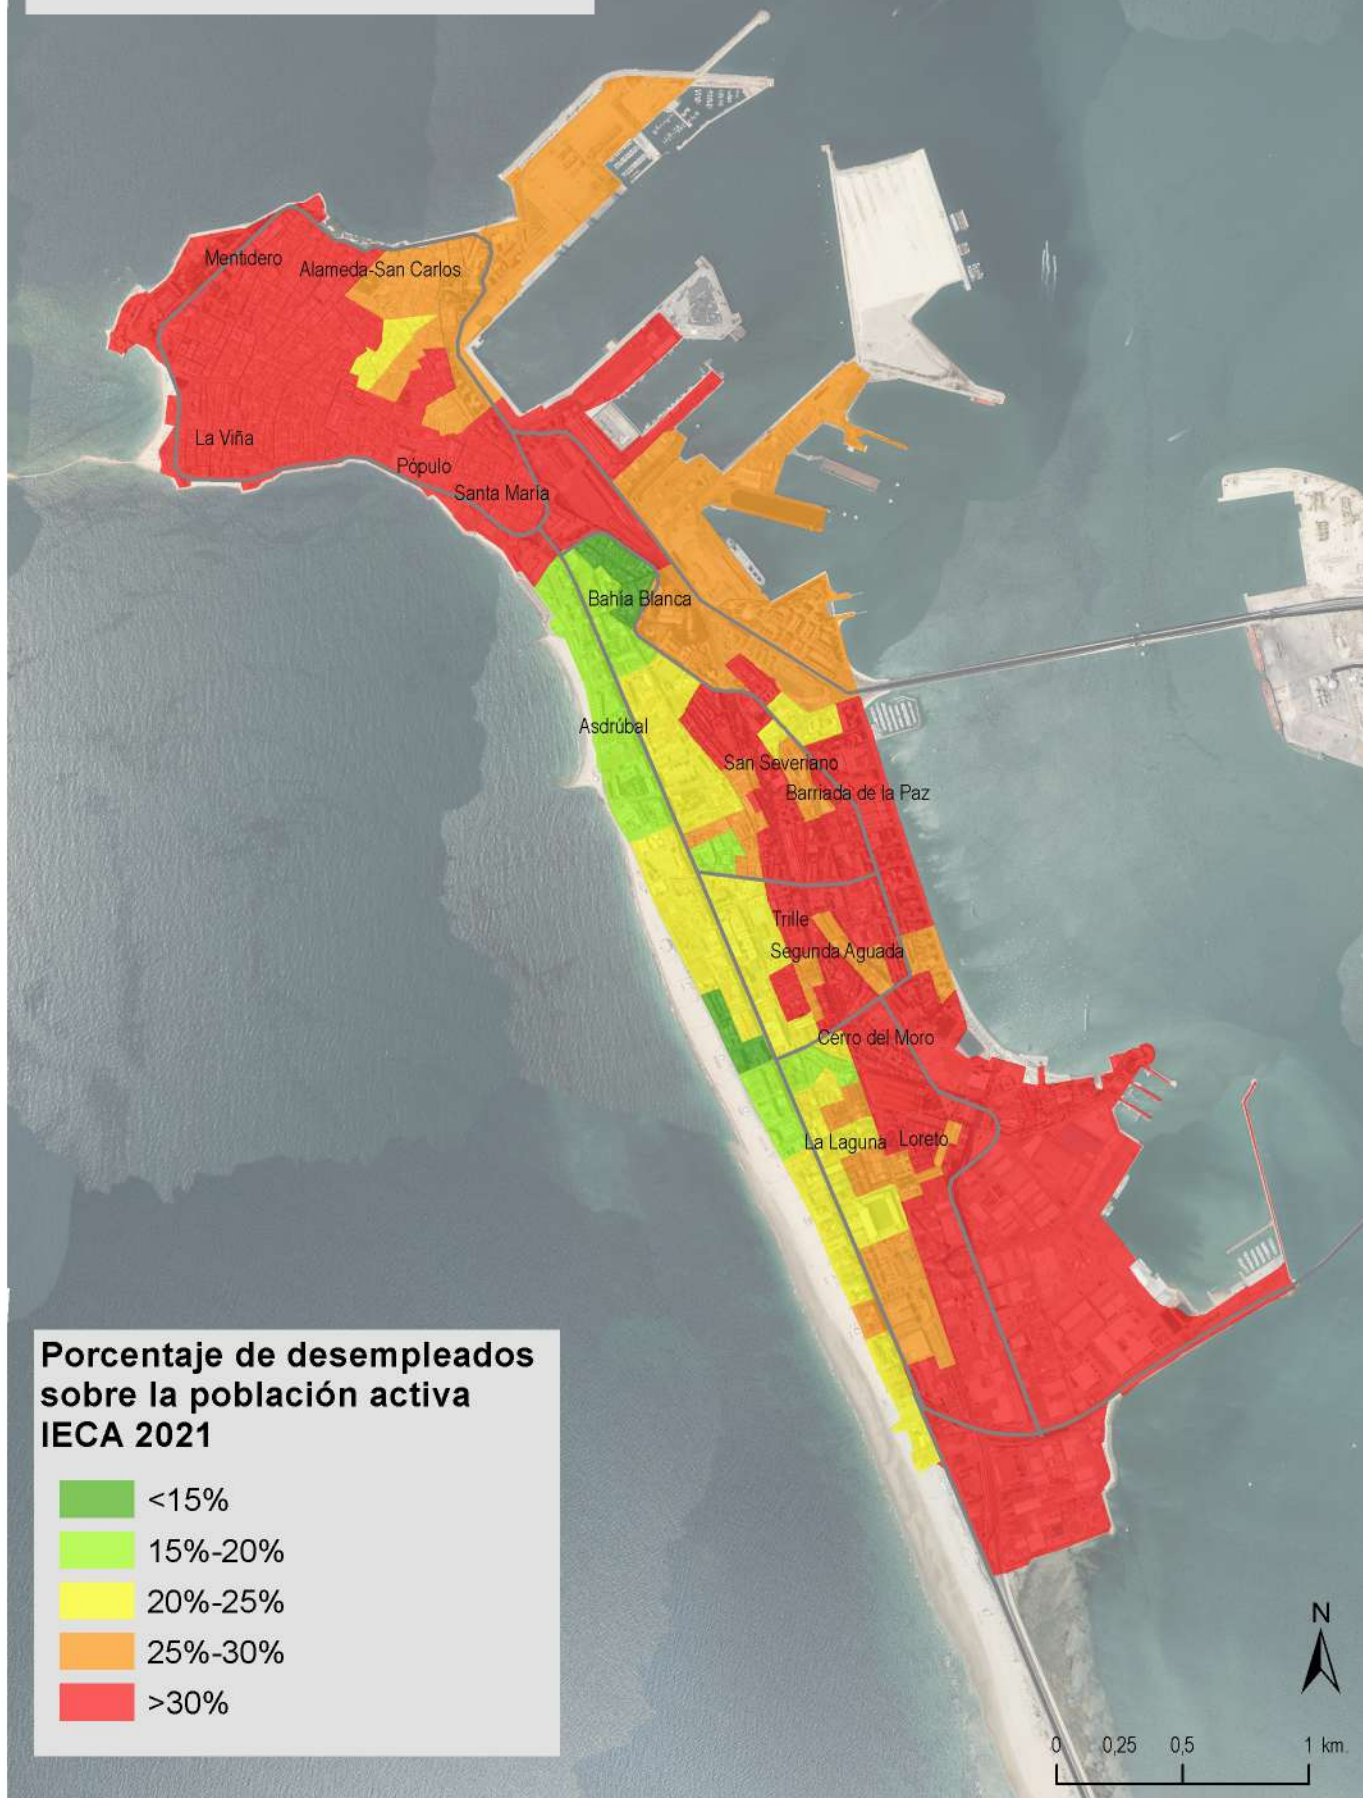 Mentidero
Alameda-San Carlos
La Viña
Pópulo
Santa María
Bahía Blanca
Asdrúbal
San Severiano
Barriada de la Paz
Trille
Segunda Aguada
Cerro del Moro
La Laguna
Loreto
Porcentaje de desempleados
sobre la población activa
IECA 2021
<15%
15%-20%
20%-25%
25%-30%
>30%
N
0 0,25 0,5 1 km.